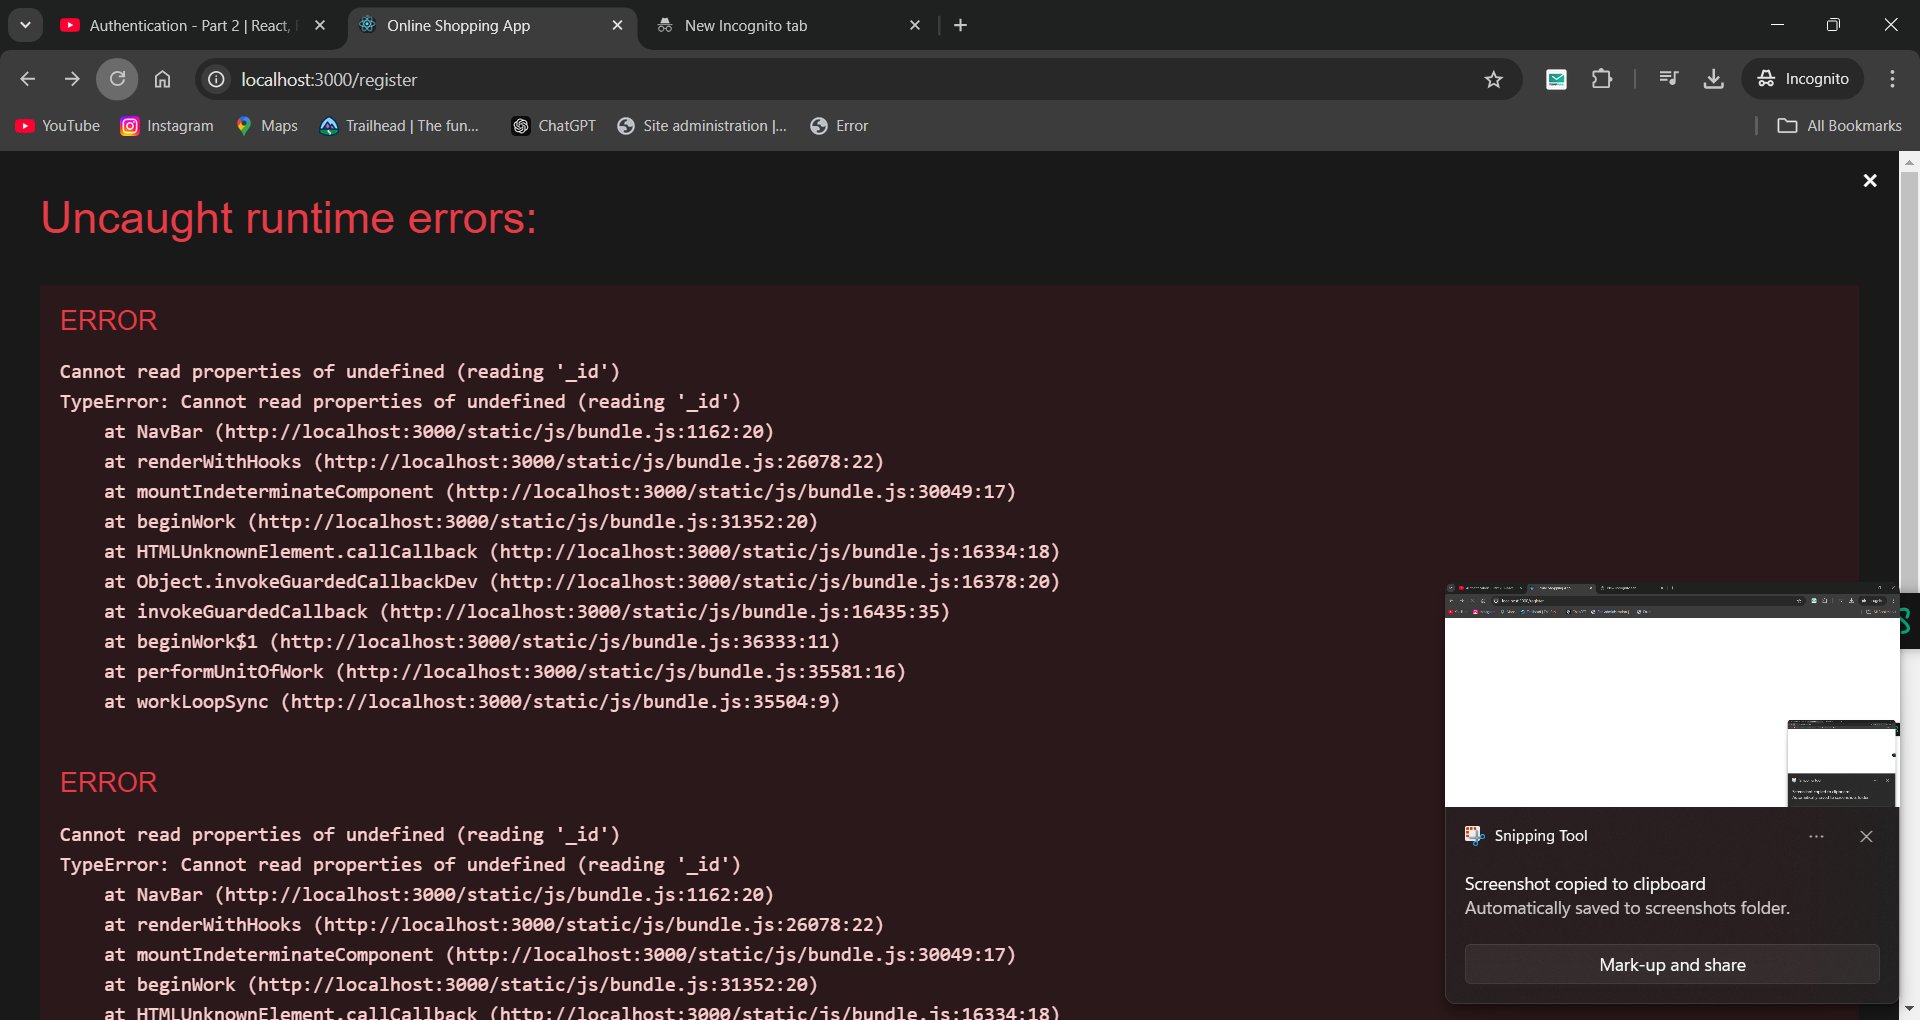 Authentication - Part 2 | React,
Online Shopping App
New Incognito tab
localhost:3000/register
Incognito
YouTube
Instagram
Maps
Trailhead | The fun...
ChatGPT
Site administration |...
Error
All Bookmarks
Uncaught runtime errors:
ERROR
Cannot read properties of undefined (reading '_id')
TypeError: Cannot read properties of undefined (reading '_id')
at NavBar (http://localhost:3000/static/js/bundle.js:1162:20)
at renderWithHooks (http://localhost:3000/static/js/bundle.js:26078:22)
at mountIndeterminateComponent (http://localhost:3000/static/js/bundle.js:30049:17)
at beginWork (http://localhost:3000/static/js/bundle.js:31352:20)
at HTMLUnknownElement.callCallback (http://localhost:3000/static/js/bundle.js:16334:18)
at Object.invokeGuardedCallbackDev (http://localhost:3000/static/js/bundle.js:16378:20)
at invokeGuardedCallback (http://localhost:3000/static/js/bundle.js:16435:35)
at beginWork$1 (http://localhost:3000/static/js/bundle.js:36333:11)
at performUnitOfWork (http://localhost:3000/static/js/bundle.js:35581:16)
at workLoopSync (http://localhost:3000/static/js/bundle.js:35504:9)
ERROR
Cannot read properties of undefined (reading '_id')
TypeError: Cannot read properties of undefined (reading '_id')
at NavBar (http://localhost:3000/static/js/bundle.js:1162:20)
at renderWithHooks (http://localhost:3000/static/js/bundle.js:26078:22)
at mountIndeterminateComponent (http://localhost:3000/static/js/bundle.js:30049:17)
at beginWork (http://localhost:3000/static/js/bundle.js:31352:20)
at HTMLUnknownElement.callCallback (http://localhost:3000/static/js/bundle.js:16334:18)
Snipping Tool
Screenshot copied to clipboard
Automatically saved to screenshots folder.
Mark-up and share